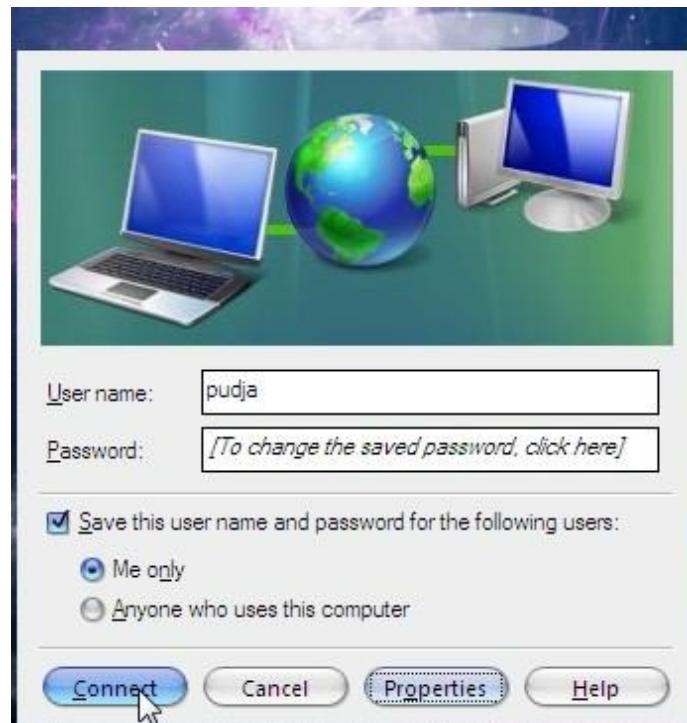 User name: pudja
Password: [To change the saved password, click here]
Save this user name and password for the following users:
Me only
Anyone who uses this computer
Connect Cancel Properties Help